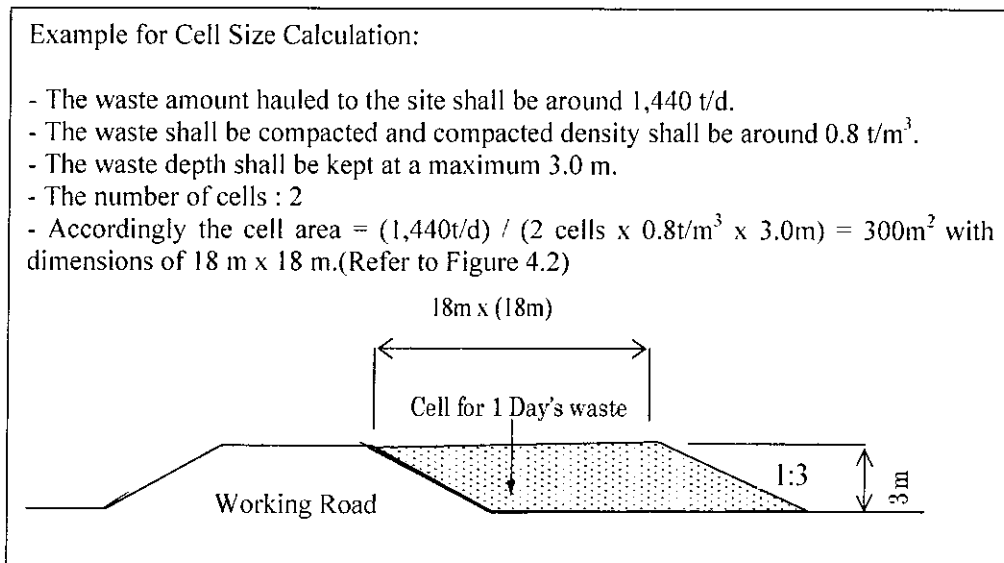 Example for Cell Size Calculation:
- The waste amount hauled to the site shall be around 1,440 t/d.
- The waste shall be compacted and compacted density shall be around 0.8 t/m³.
- The waste depth shall be kept at a maximum 3.0 m.
- The number of cells : 2
- Accordingly the cell area = (1,440t/d) / (2 cells x 0.8t/m³ x 3.0m) = 300m² with
dimensions of 18 m x 18 m.(Refer to Figure 4.2)
18m x (18m)
Cell for 1 Day's waste
1:3
3m
Working Road